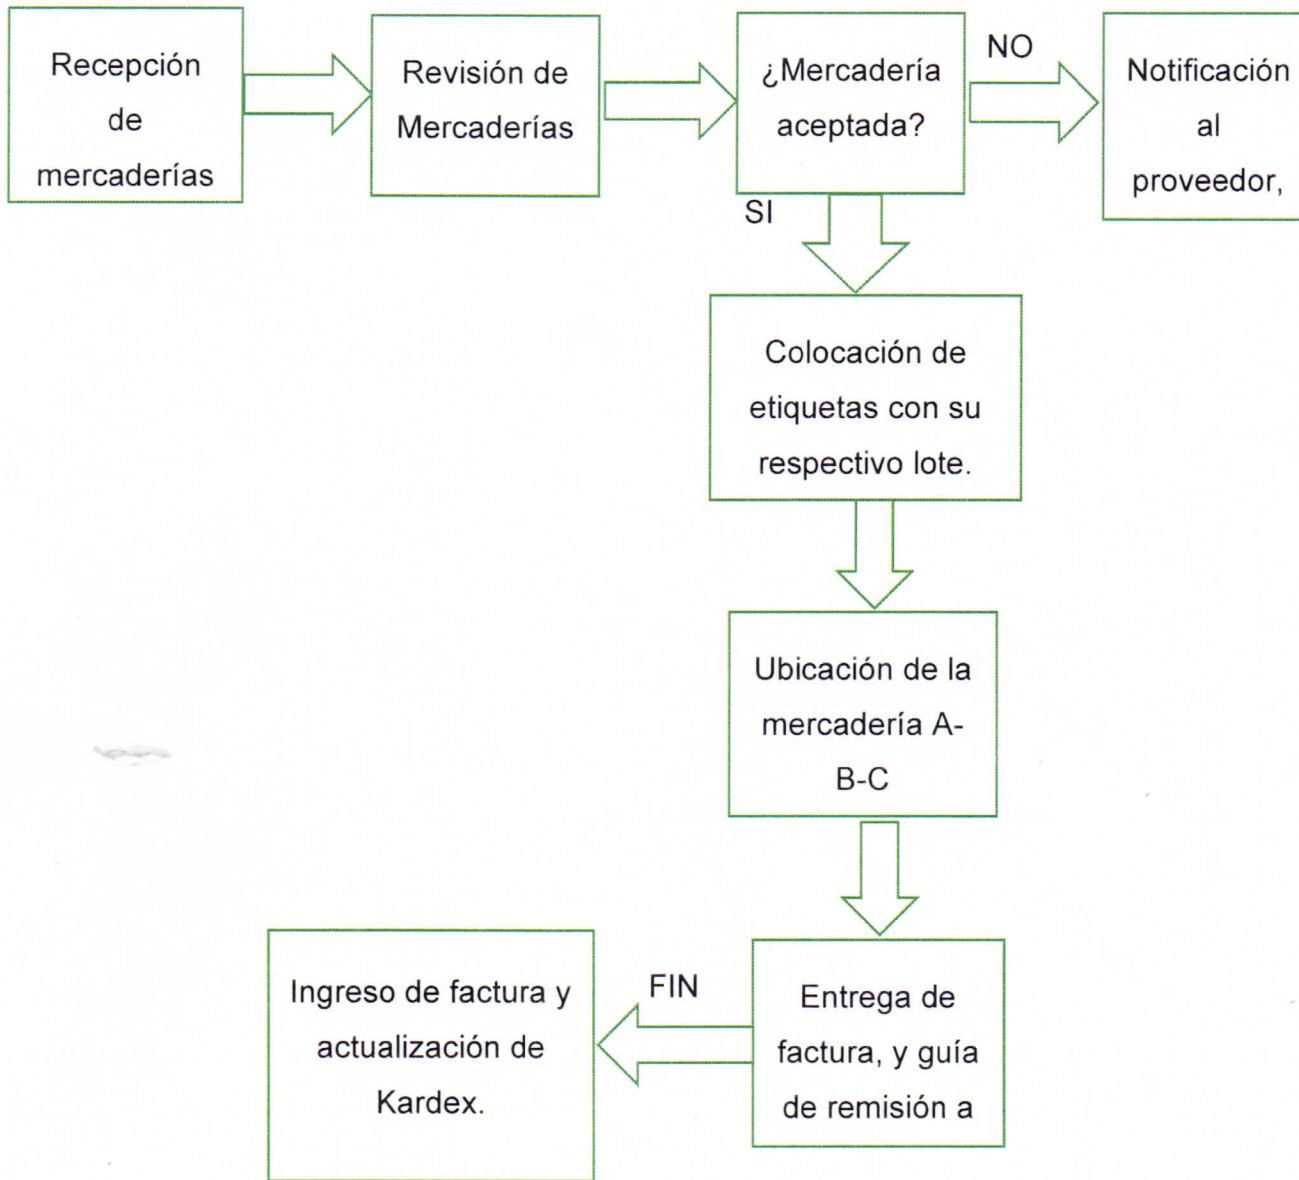 Recepción
de
mercaderías
Revisión de
Mercaderías
¿Mercadería
aceptada?
NO
Notificación
al
proveedor,
SI
Colocación de
etiquetas con su
respectivo lote.
Ubicación de la
mercadería A-
B-C
Entrega de
factura, y guía
de remisión a
FIN
Ingreso de factura y
actualización de
Kardex.